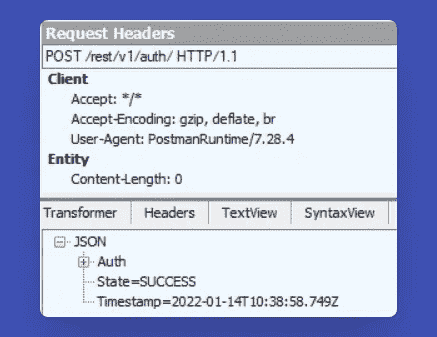 Request Headers
POST /rest/v1/auth/ HTTP/1.1
Client
Accept: */*
Accept-Encoding: gzip, deflate, br
User-Agent: PostmanRuntime/7.28.4
Entity
Content-Length: 0
Transformer Headers TextView SyntaxView
JSON
Auth
State=SUCCESS
Timestamp=2022-01-14T10:38:58.749Z